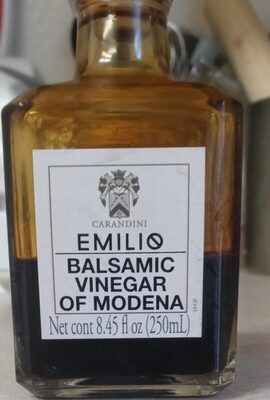 CARANDINI
EMILIO
BALSAMIC
VINEGAR
OF MODENA
Net cont 8.45 fl oz (250mL)